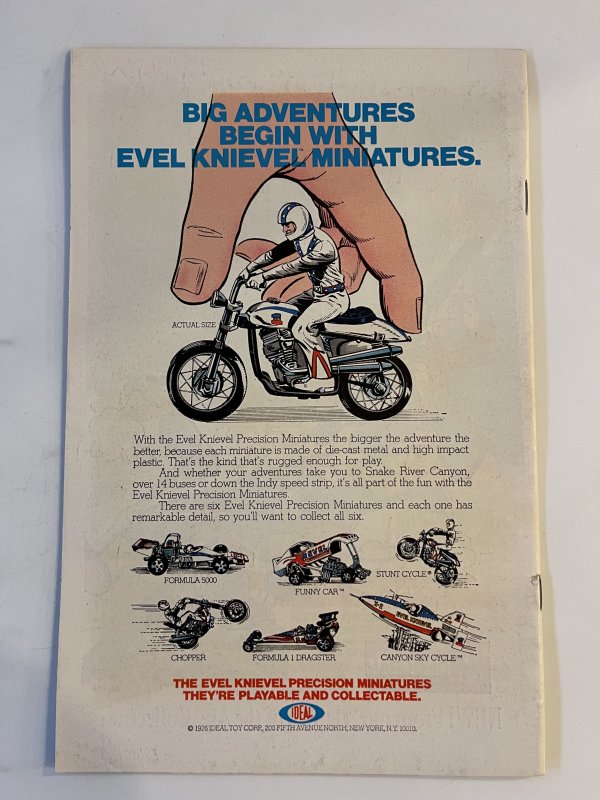 BIG ADVENTURES
BEGIN WITH
EVEL KNIEVEL™ MINIATURES.
ACTUAL SIZE
With the Evel Knievel Precision Miniatures the bigger the adventure the
better, because each miniature is made of die-cast metal and high impact
plastic. That's the kind that's rugged enough for play.
And whether your adventures take you to Snake River Canyon,
over 14 buses or down the Indy speed strip, it's all part of the fun with the
Evel Knievel Precision Miniatures.
There are six Evel Knievel Precision Miniatures and each one has
remarkable detail, so you'll want to collect all six.
FORMULA 5000
FUNNY CAR™
STUNT CYCLE®
CHOPPER
FORMULA 1 DRAGSTER
EVEL KNIEVEL
CANYON SKY CYCLE™
THE EVEL KNIEVEL PRECISION MINIATURES
THEY'RE PLAYABLE AND COLLECTABLE.
IDEAL
© 1976 IDEAL TOY CORP., 200 FIFTH AVENUE NORTH, NEW YORK, N.Y. 10010.